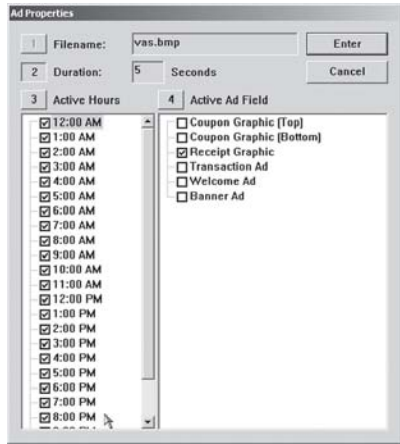 Ad Properties
1 Filename: vas.bmp Enter
2 Duration: 5 Seconds Cancel
3 Active Hours 4 Active Ad Field
12:00 AM Coupon Graphic (Top)
1:00 AM Coupon Graphic (Bottom)
2:00 AM Receipt Graphic
3:00 AM Transaction Ad
4:00 AM Welcome Ad
5:00 AM Banner Ad
6:00 AM
7:00 AM
8:00 AM
9:00 AM
10:00 AM
11:00 AM
12:00 PM
1:00 PM
2:00 PM
3:00 PM
4:00 PM
5:00 PM
6:00 PM
7:00 PM
8:00 PM